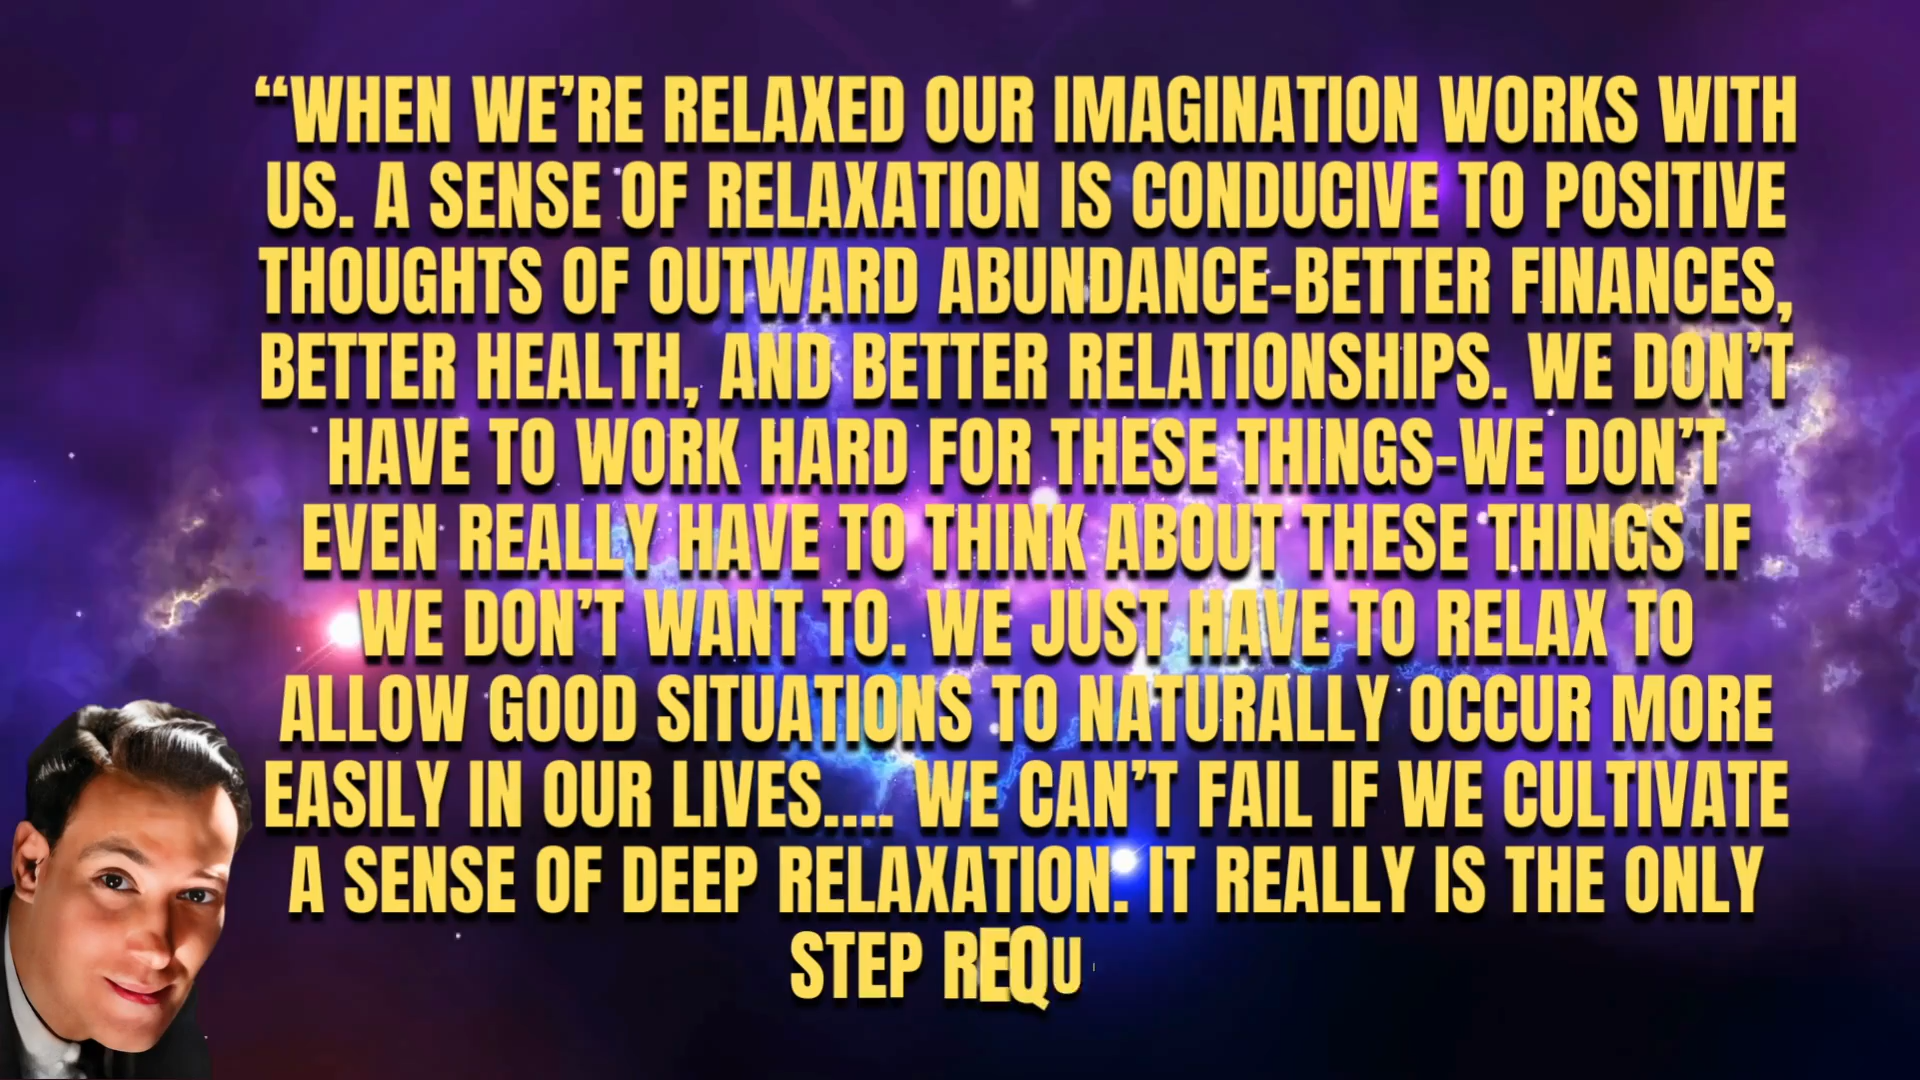 “WHEN WE’RE RELAXED OUR IMAGINATION WORKS WITH
US. A SENSE OF RELAXATION IS CONDUCIVE TO POSITIVE
THOUGHTS OF OUTWARD ABUNDANCE-BETTER FINANCES,
BETTER HEALTH, AND BETTER RELATIONSHIPS. WE DON’T
HAVE TO WORK HARD FOR THESE THINGS-WE DON’T
EVEN REALLY HAVE TO THINK ABOUT THESE THINGS IF
WE DON’T WANT TO. WE JUST HAVE TO RELAX TO
ALLOW GOOD SITUATIONS TO NATURALLY OCCUR MORE
EASILY IN OUR LIVES.... WE CAN’T FAIL IF WE CULTIVATE
A SENSE OF DEEP RELAXATION. IT REALLY IS THE ONLY
STEP REQU